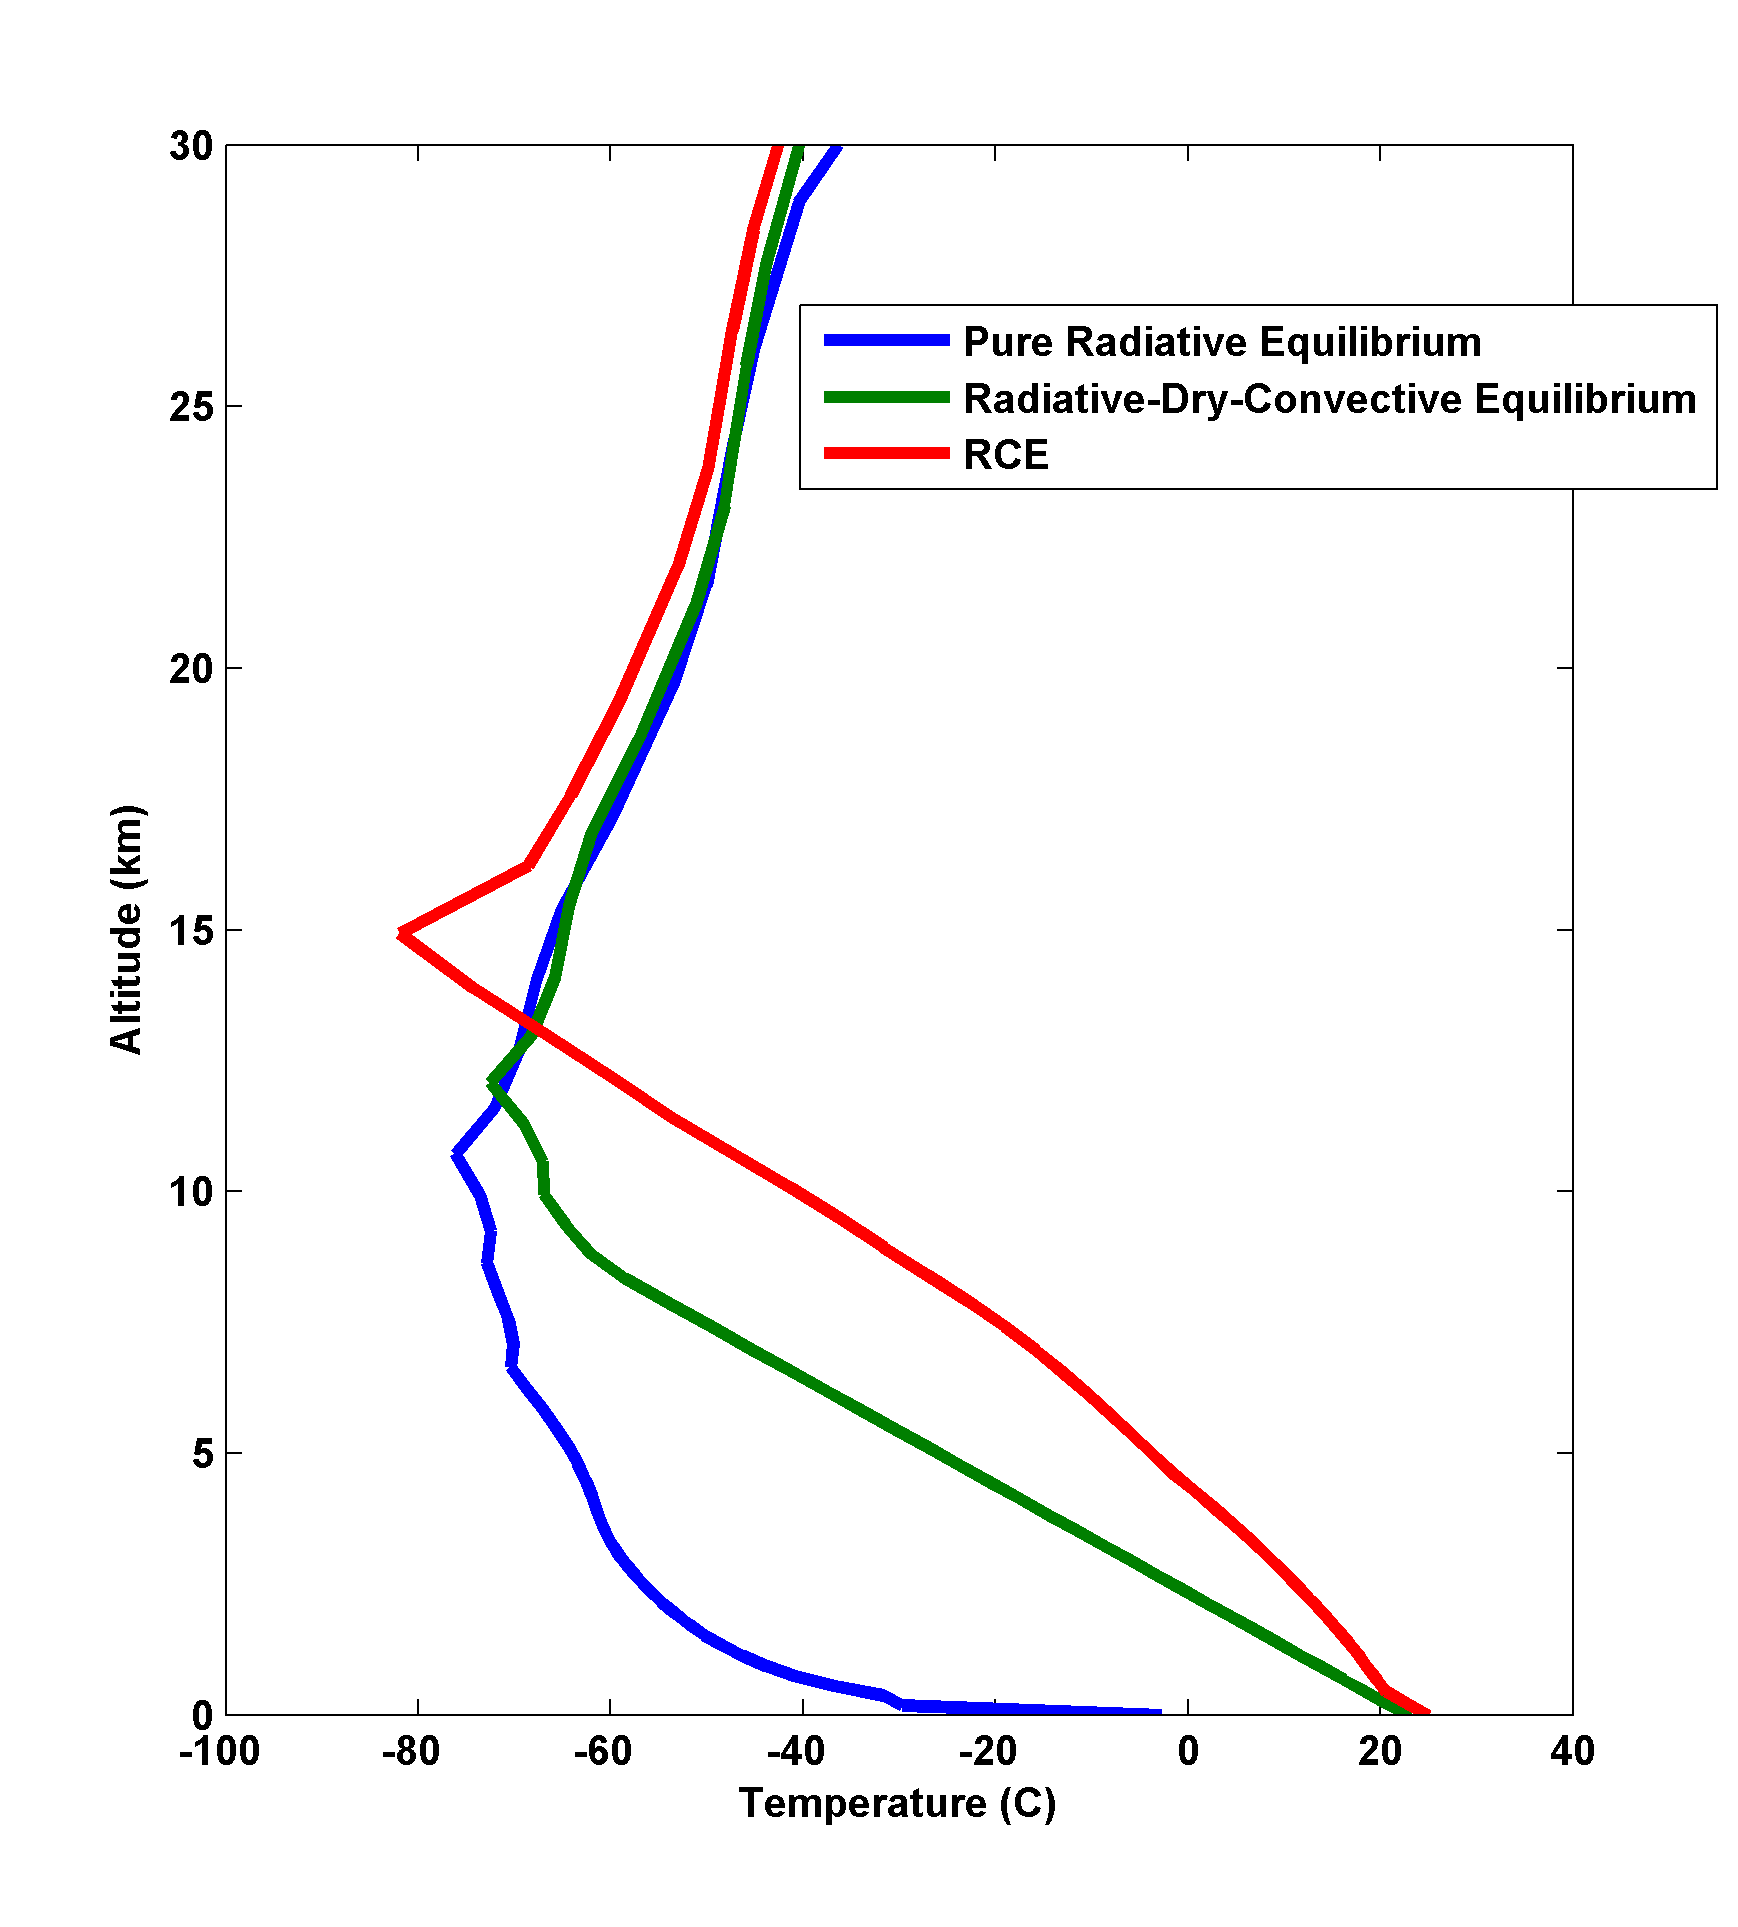 30
25
20
15
10
5
0
Altitude (km)
Pure Radiative Equilibrium
Radiative-Dry-Convective Equilibrium
RCE
-100 -80 -60 -40 -20 0 20 40
Temperature (C)